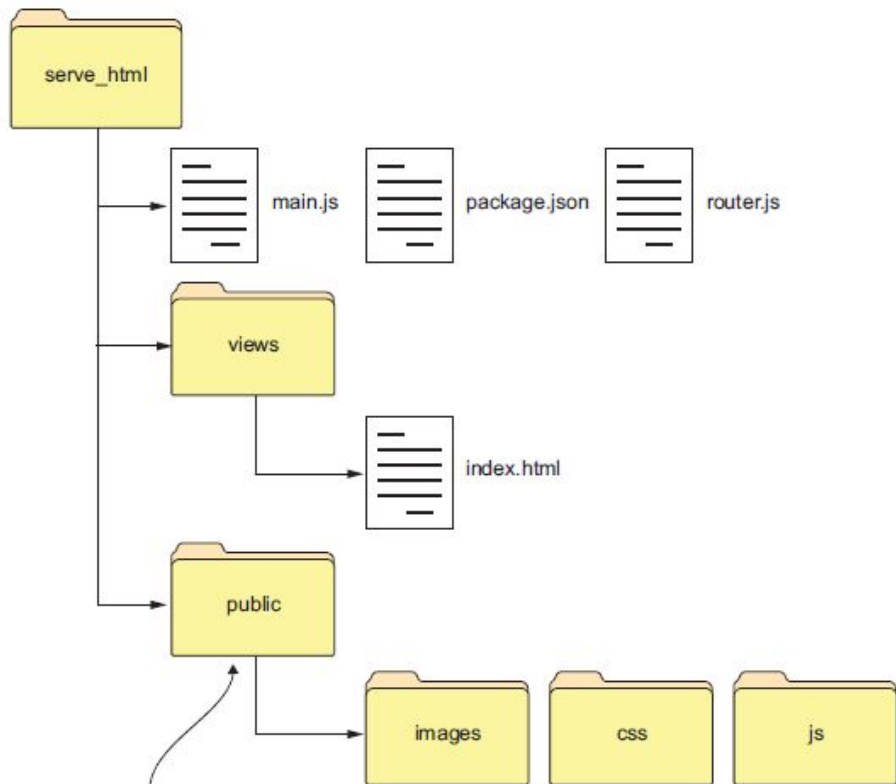 serve_html
main.js
package.json
router.js
views
index.html
public
images
css
js